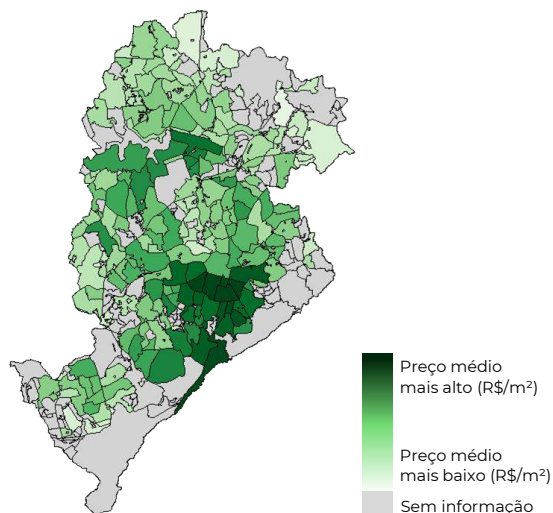 Preço médio
mais alto (R$/m²)
Preço médio
mais baixo (R$/m²)
Sem informação